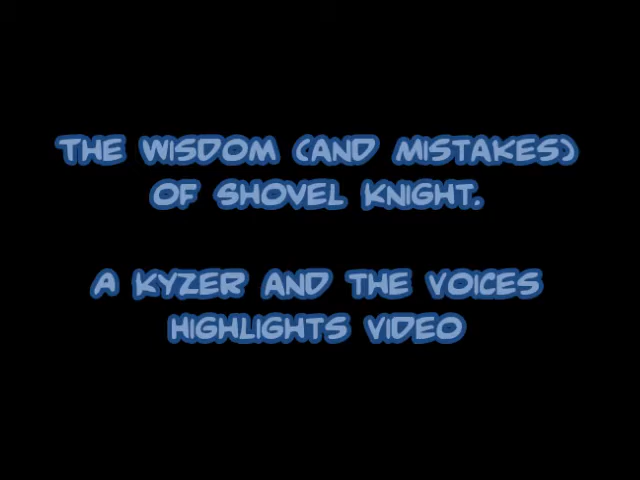 THE WISDOM (AND MISTAKES)
OF SHOVEL KNIGHT.
A KYZER AND THE VOICES
HIGHLIGHTS VIDEO